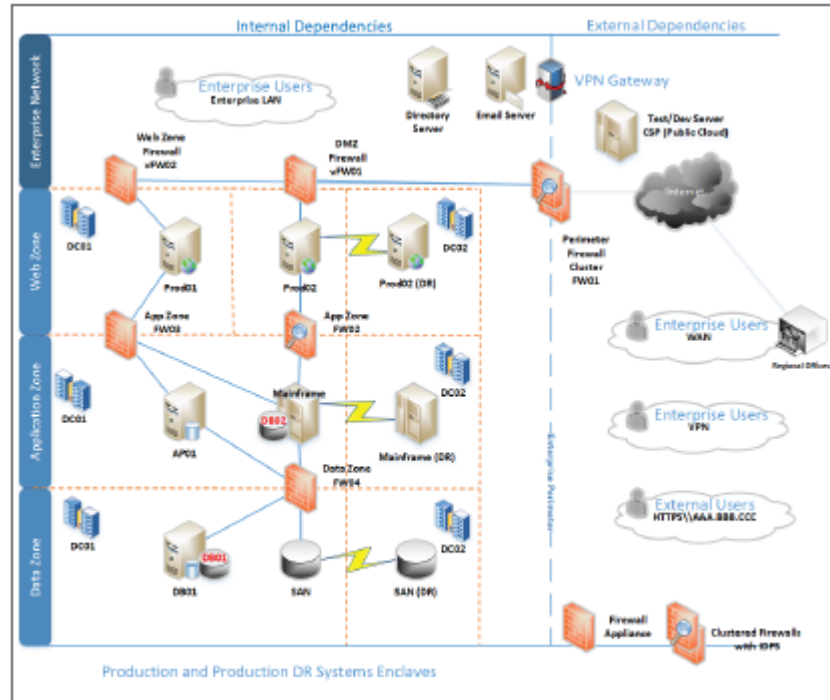 Internal Dependencies
External Dependencies
Enterprise Network
Enterprise Users
Enterprise LAN
Directory
Server
Email Server
VPN Gateway
Test/Dev Server
CSP (Public Cloud)
Web Zone
Firewall
vFW02
DMZ
Firewall
vFW01
Internet
Perimeter
Firewall
Cluster
FW01
Web Zone
DC01
Prod01
Prod02
Prod02 (DR)
DC02
App Zone
FW03
App Zone
FW02
Enterprise Users
WAN
Regional Offices
Application Zone
DC01
AP01
Mainframe
DB02
Mainframe (DR)
DC02
Enterprise Users
VPN
Data Zone
FW04
Enterprise Perimeter
External Users
HTTPS\\AAA.BBB.CCC
Data Zone
DC01
DB01
DB01
SAN
SAN (DR)
DC02
Firewall
Appliance
Clustered Firewalls
with IDPS
Production and Production DR Systems Enclaves